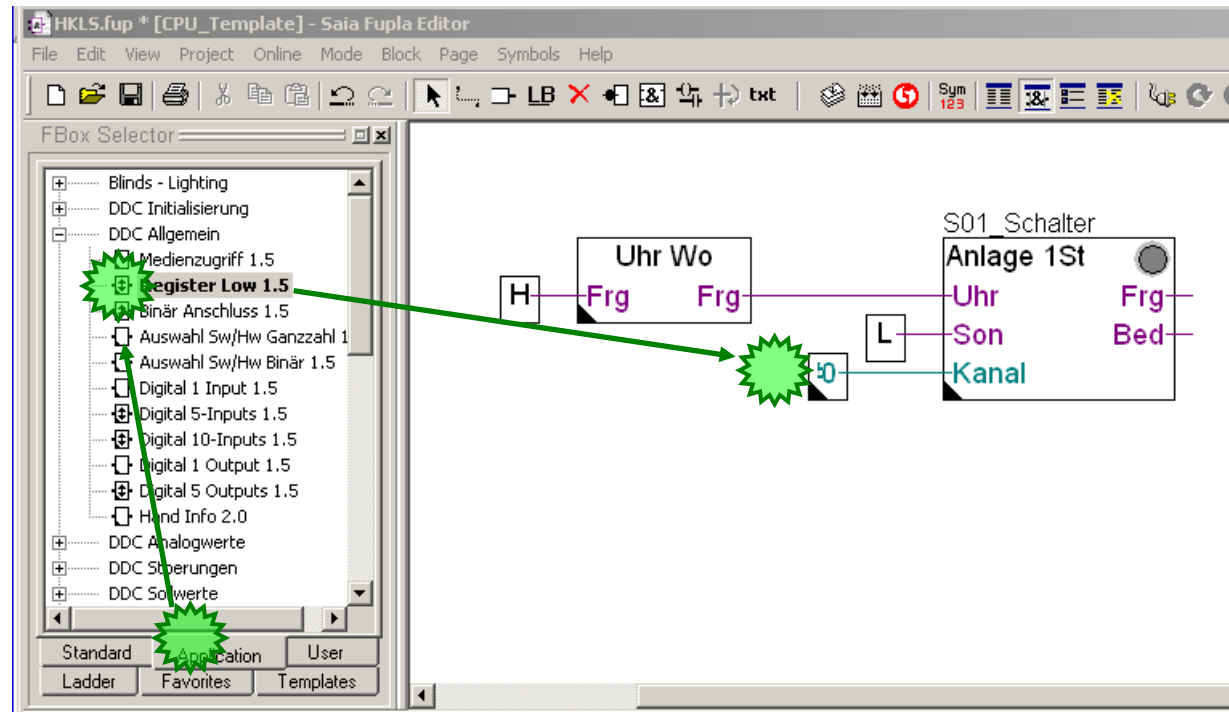 HKLS.fup * [CPU_Template] - Saia Fupla Editor
File Edit View Project Online Mode Block Page Symbols Help
LB & txt Sym 123 &
FBox Selector
Blinds - Lighting
DDC Initialisierung
DDC Allgemein
Medienzugriff 1.5
Register Low 1.5
Binär Anschluss 1.5
Auswahl Sw/Hw Ganzzahl 1
Auswahl Sw/Hw Binär 1.5
Digital 1 Input 1.5
Digital 5-Inputs 1.5
Digital 10-Inputs 1.5
Digital 1 Output 1.5
Digital 5 Outputs 1.5
Hand Info 2.0
DDC Analogwerte
DDC Stoerungen
DDC Sollwerte
Standard Application User
Ladder Favorites Templates
S01_Schalter
Uhr Wo Anlage 1St
H Frg Frg Uhr Frg
L Son Bed
Kanal